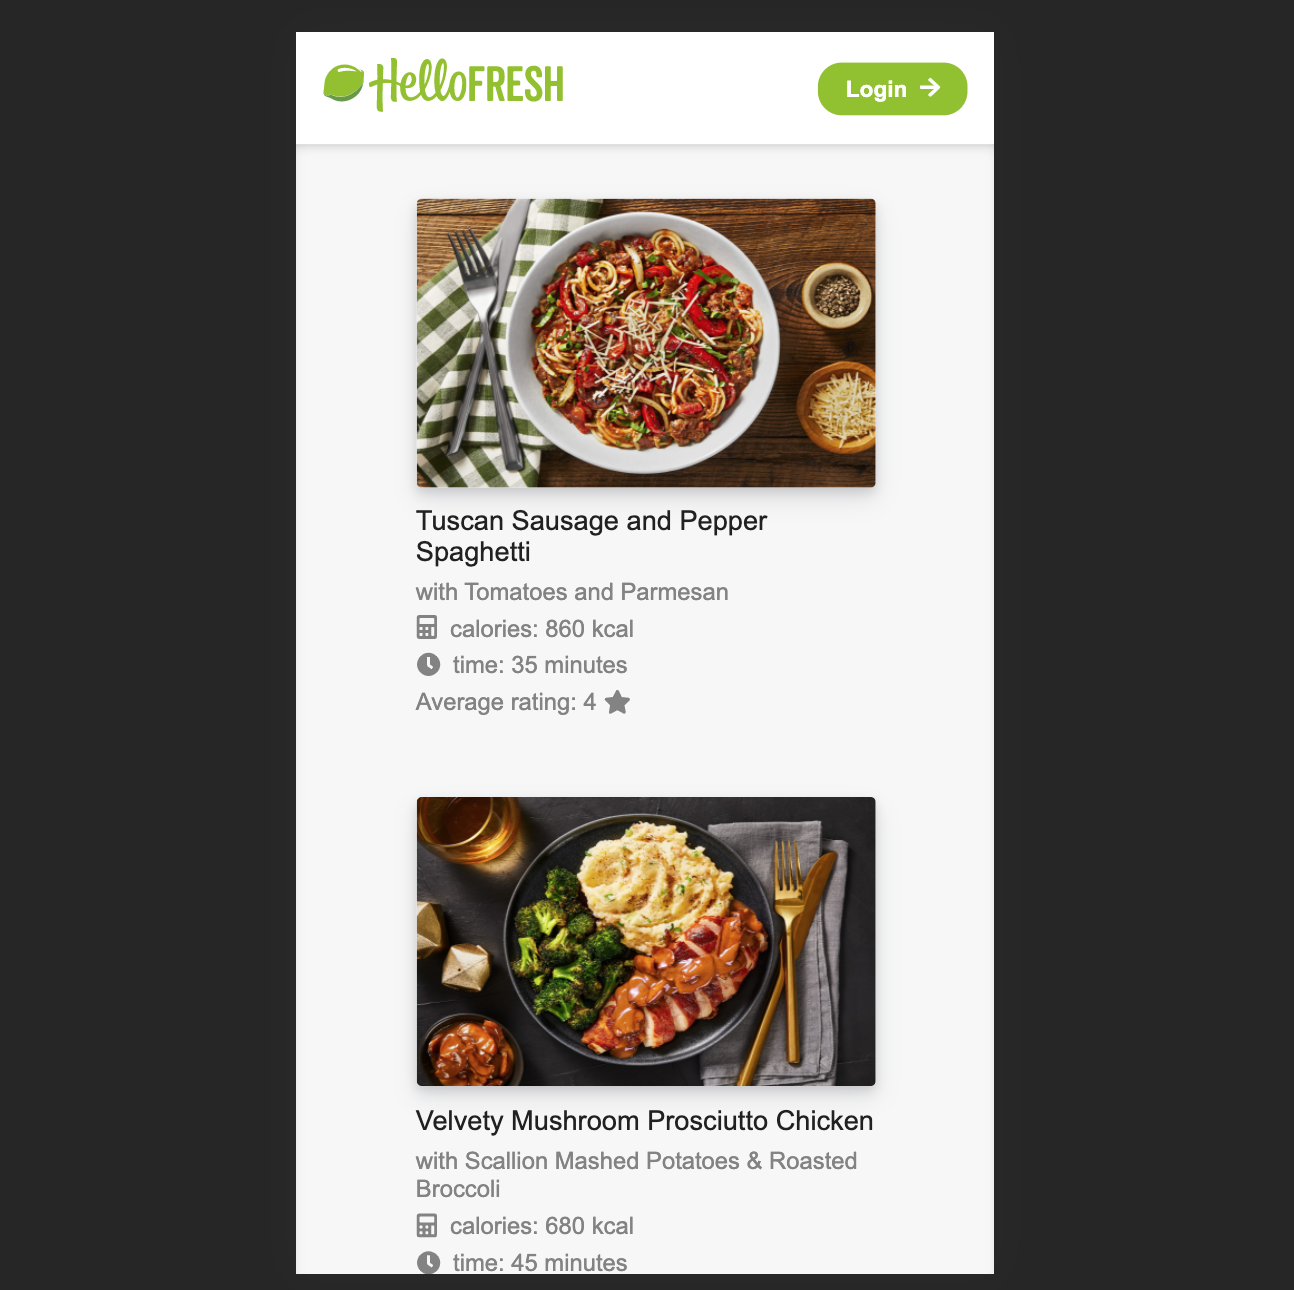 HelloFRESH
Login
Tuscan Sausage and Pepper
Spaghetti
with Tomatoes and Parmesan
calories: 860 kcal
time: 35 minutes
Average rating: 4
Velvety Mushroom Prosciutto Chicken
with Scallion Mashed Potatoes & Roasted
Broccoli
calories: 680 kcal
time: 45 minutes